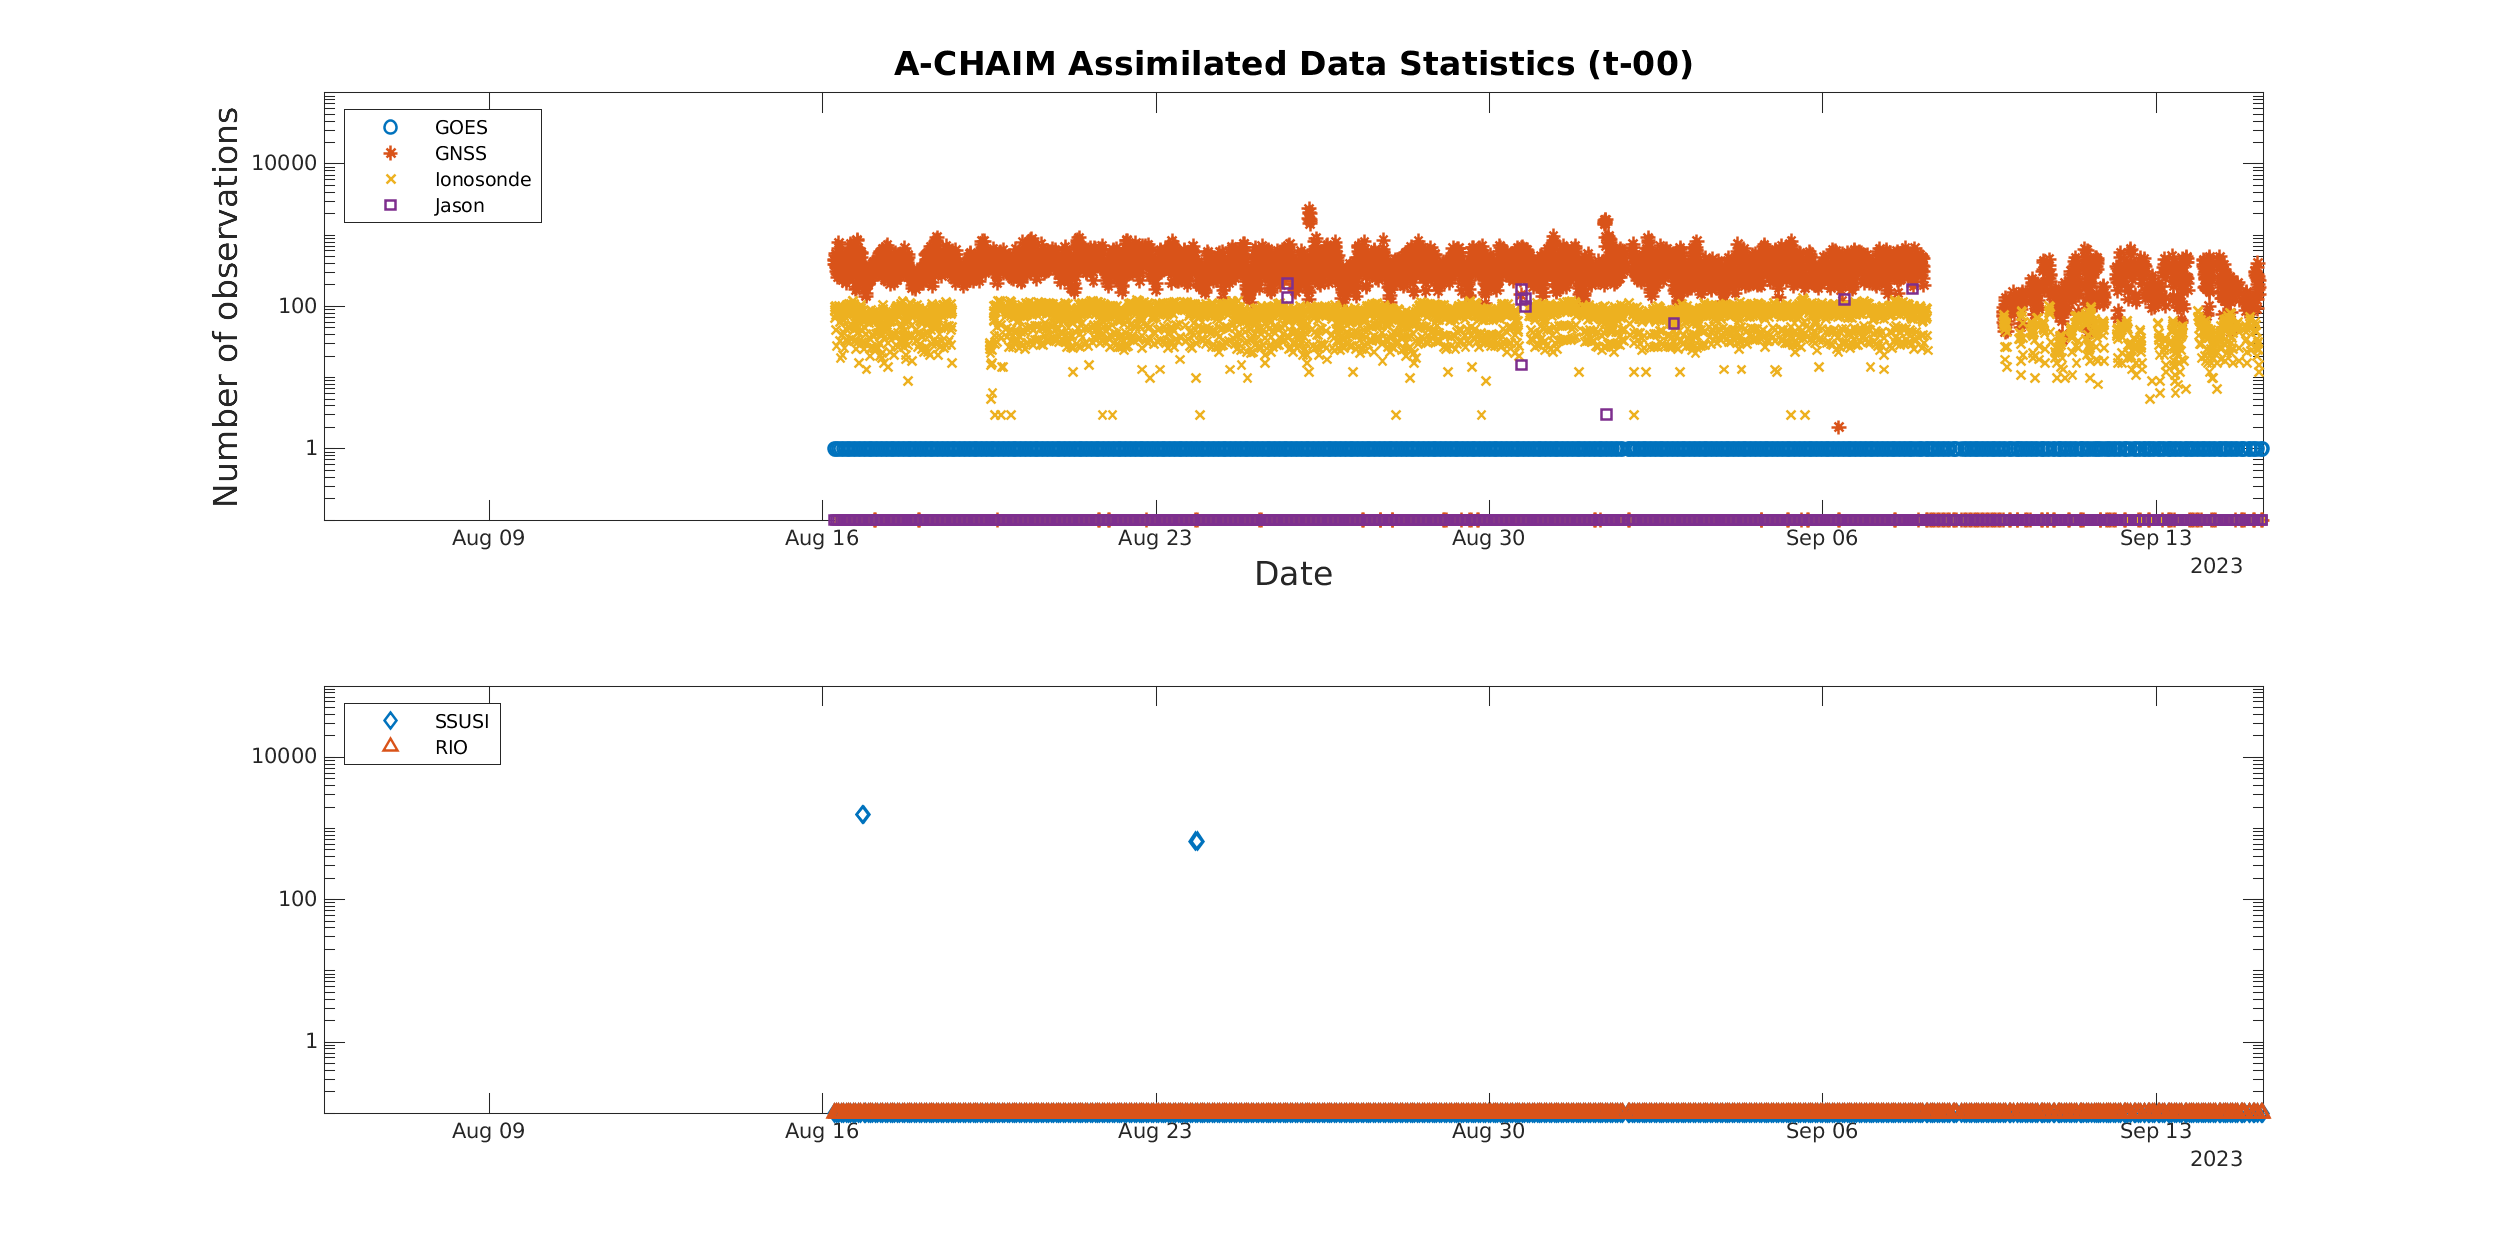 A-CHAIM Assimilated Data Statistics (t-00)
Number of observations
10000
100
1
GOES
GNSS
Ionosonde
Jason
Aug 09 Aug 16 Aug 23 Aug 30 Sep 06 Sep 13
2023
Date
10000
100
1
SSUSI
RIO
Aug 09 Aug 16 Aug 23 Aug 30 Sep 06 Sep 13
2023